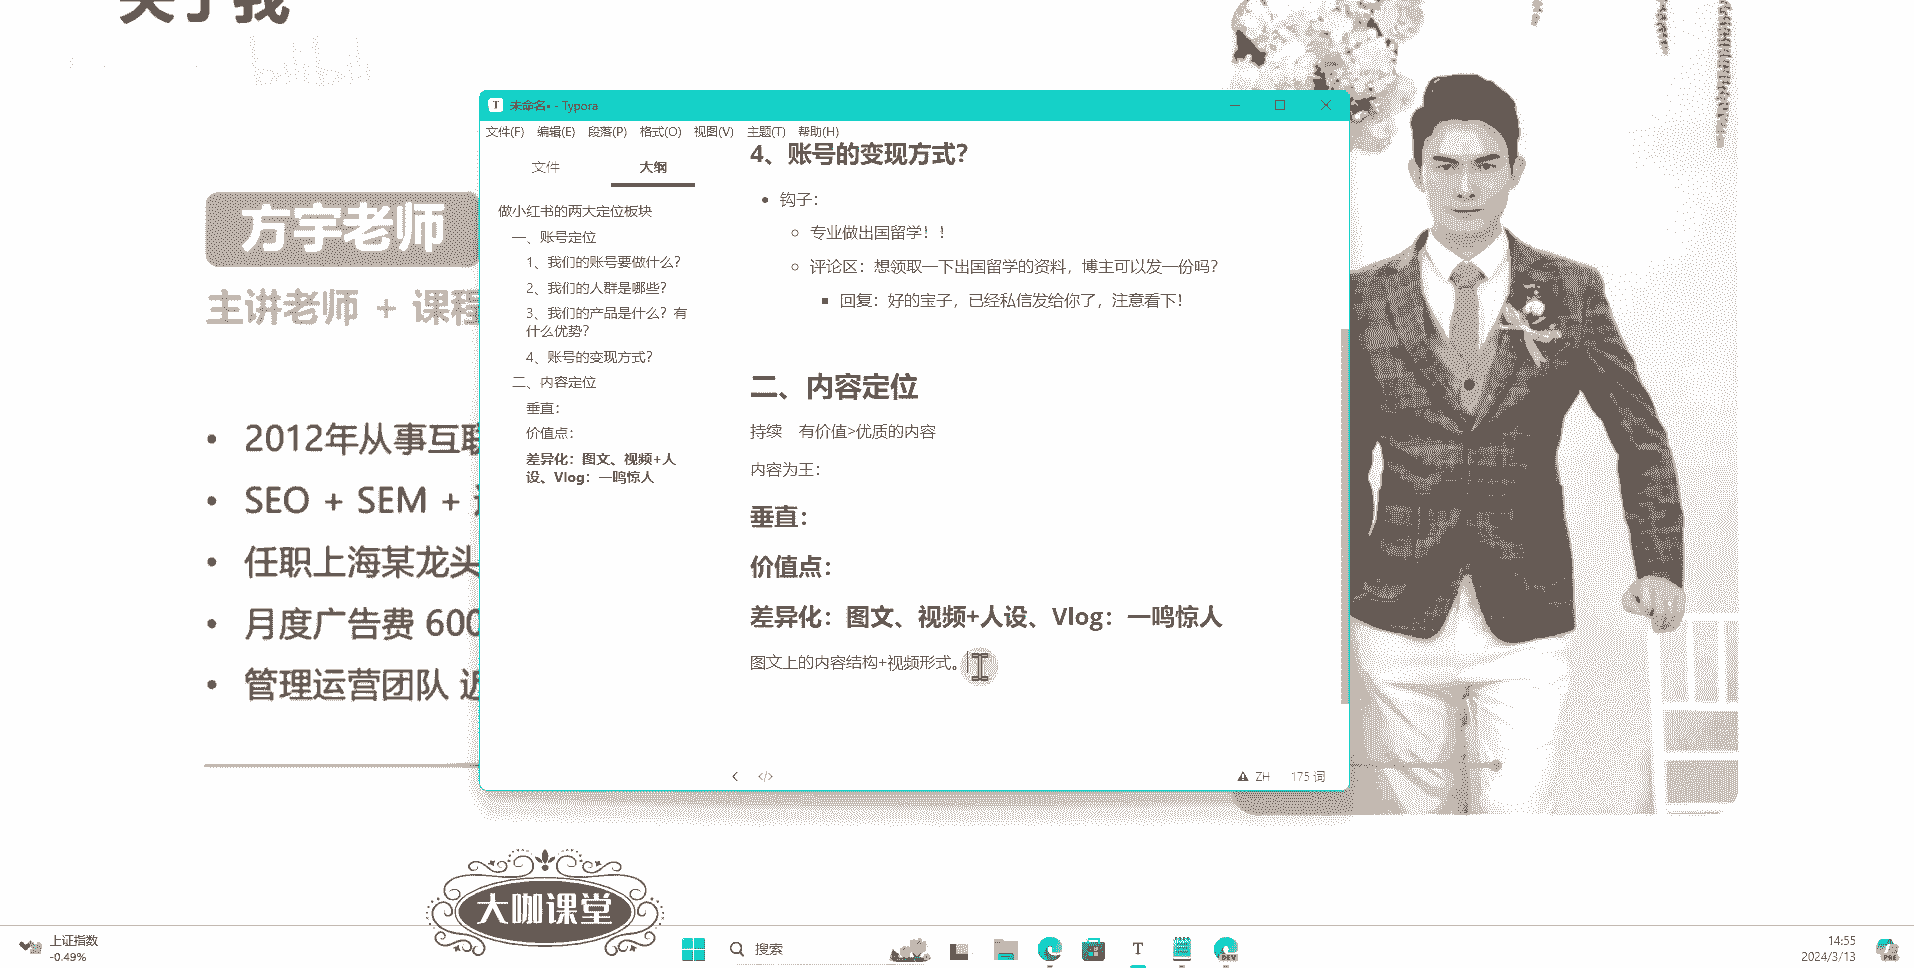 关于我
bilibili
方宇老师
主讲老师 + 课程
2012年从事互联
SEO + SEM +
任职上海某龙头
月度广告费 600
管理运营团队 近
未命名• - Typora
文件(F) 编辑(E) 段落(P) 格式(O) 视图(V) 主题(T) 帮助(H)
文件 大纲
做小红书的两大定位板块
一、账号定位
1、我们的账号要做什么？
2、我们的人群是哪些？
3、我们的产品是什么？有
什么优势？
4、账号的变现方式？
二、内容定位
垂直：
价值点：
差异化：图文、视频+人
设、Vlog：一鸣惊人
4、账号的变现方式？
钩子：
专业做出国留学！！
评论区：想领取一下出国留学的资料，博主可以发一份吗？
回复：好的宝子，已经私信发给你了，注意看下！
二、内容定位
持续 有价值>优质的内容
内容为王：
垂直：
价值点：
差异化：图文、视频+人设、Vlog：一鸣惊人
图文上的内容结构+视频形式。
ZH 175 词
大咖课堂
上证指数
-0.49%
搜索
T
DEV
14:55
2024/3/13
PRE